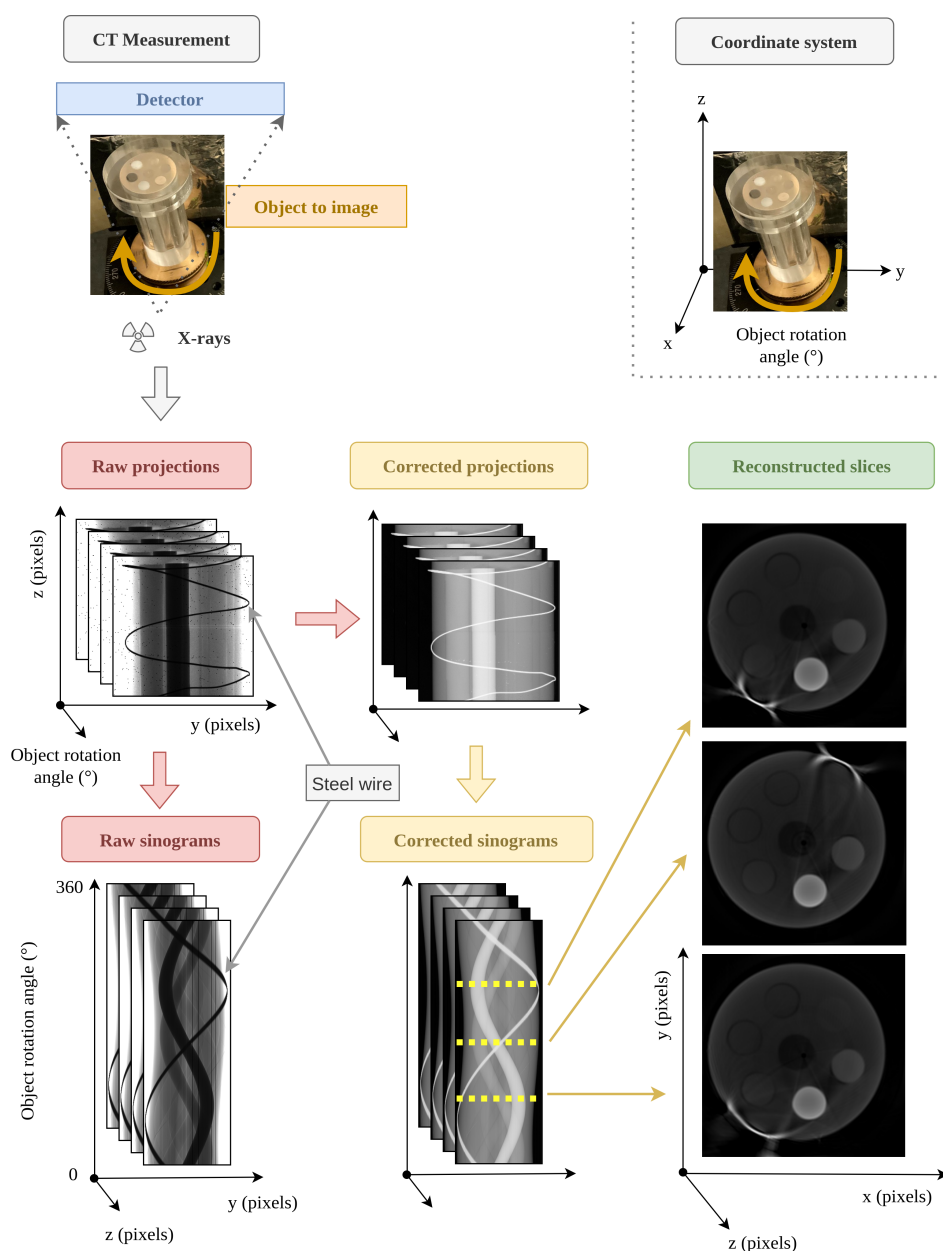 CT Measurement
Coordinate system
Detector
Object to image
X-rays
z
y
x
Object rotation
angle (°)
Raw projections
Corrected projections
Reconstructed slices
z (pixels)
y (pixels)
Object rotation
angle (°)
Steel wire
Raw sinograms
Corrected sinograms
360
Object rotation angle (°)
0
y (pixels)
z (pixels)
y (pixels)
x (pixels)
z (pixels)